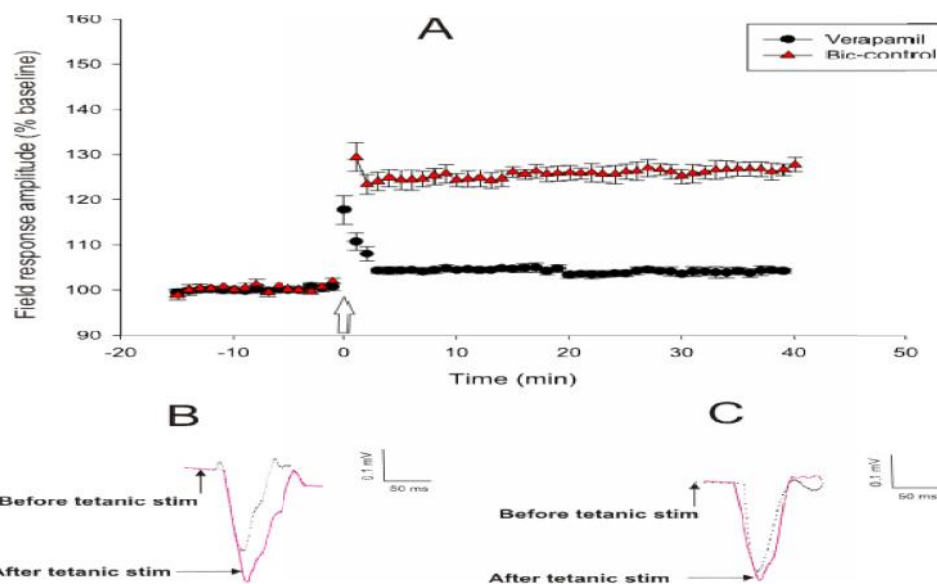 A
Verapamil
Bic-control
Field response amplitude (% baseline)
160
150
140
130
120
110
100
90
-20
-10
0
10
20
30
40
50
Time (min)
B
C
0.1 mV
50 ms
Before tetanic stim
After tetanic stim
0.1 mV
50 ms
Before tetanic stim
After tetanic stim